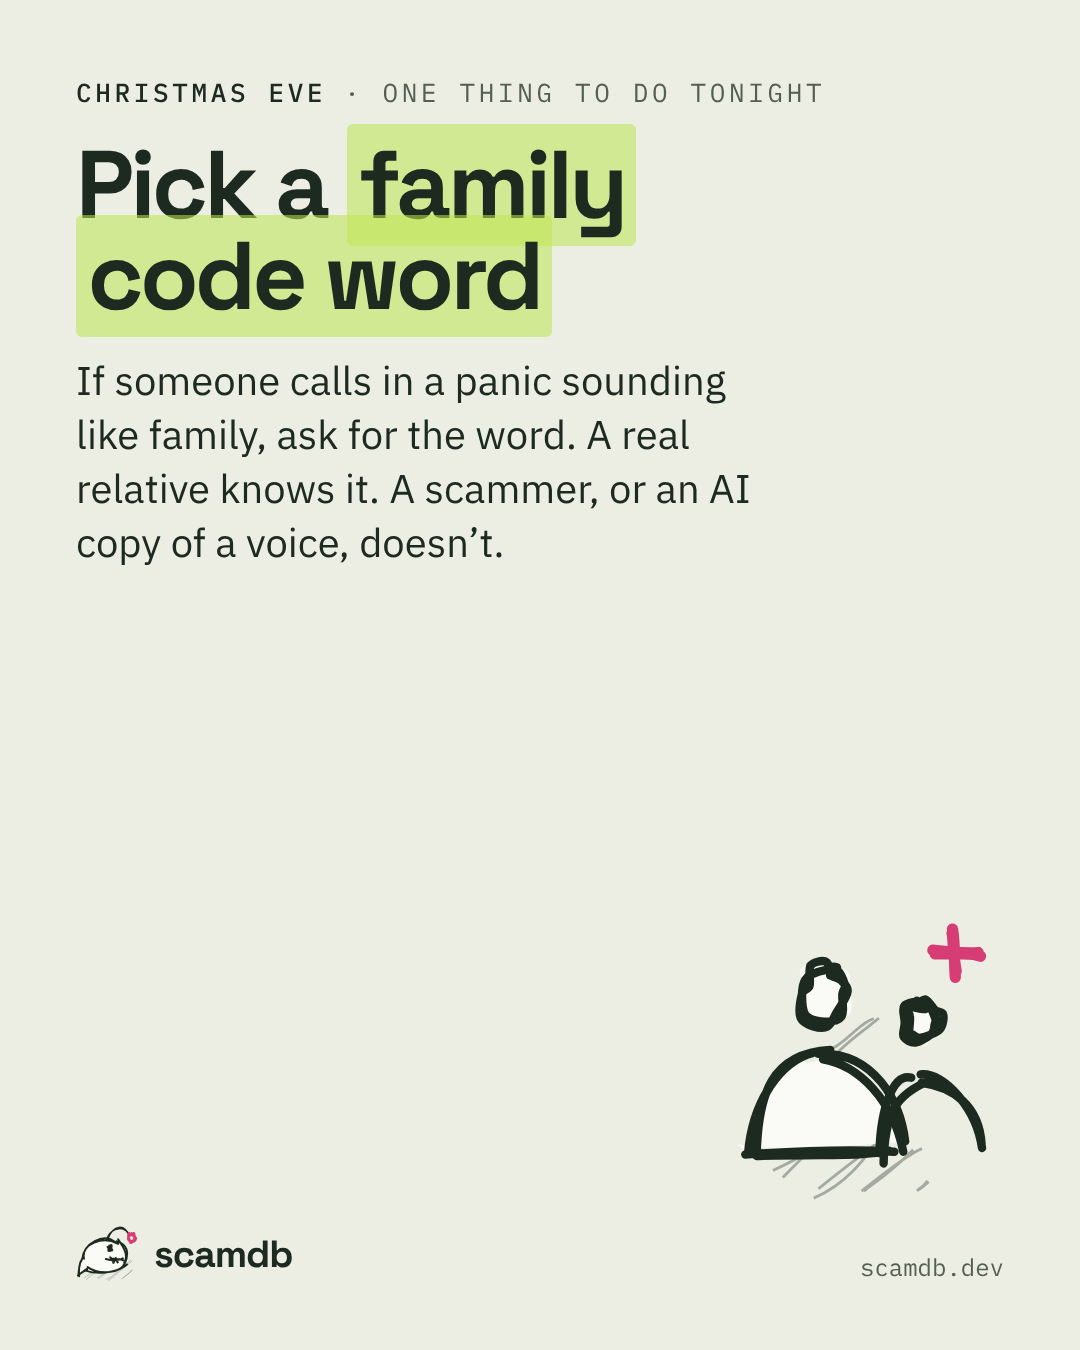 CHRISTMAS EVE · ONE THING TO DO TONIGHT
Pick a family
code word
If someone calls in a panic sounding
like family, ask for the word. A real
relative knows it. A scammer, or an AI
copy of a voice, doesn’t.
scamdb
scamdb.dev